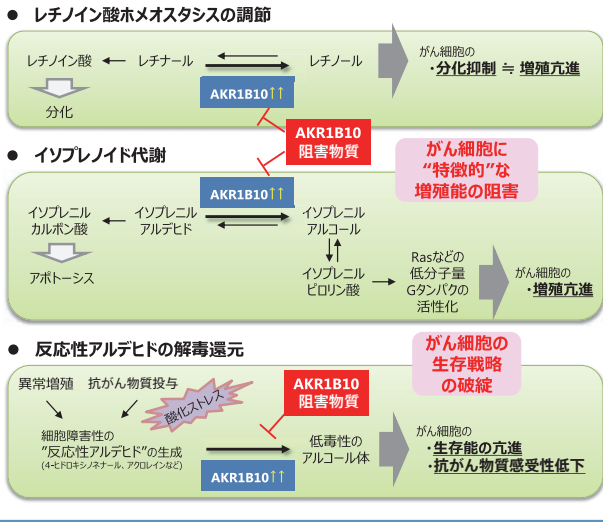 ● レチノイン酸ホメオスタシスの調節
レチノイン酸
レチナール
レチノール
AKR1B10↑↑
分化
がん細胞の
・分化抑制 ≒ 増殖亢進
AKR1B10
阻害物質
● イソプレノイド代謝
がん細胞に
“特徴的”な
増殖能の阻害
AKR1B10↑↑
イソプレニル
カルボン酸
イソプレニル
アルデヒド
イソプレニル
アルコール
アポトーシス
イソプレニル
ピロリン酸
Rasなどの
低分子量
Gタンパクの
活性化
がん細胞の
・増殖亢進
● 反応性アルデヒドの解毒還元
がん細胞の
生存戦略
の破綻
異常増殖
抗がん物質投与
酸化ストレス
AKR1B10
阻害物質
細胞障害性の
”反応性アルデヒド”の生成
(4-ヒドロキシノネナール、アクロレインなど)
AKR1B10↑↑
低毒性の
アルコール体
がん細胞の
・生存能の亢進
・抗がん物質感受性低下